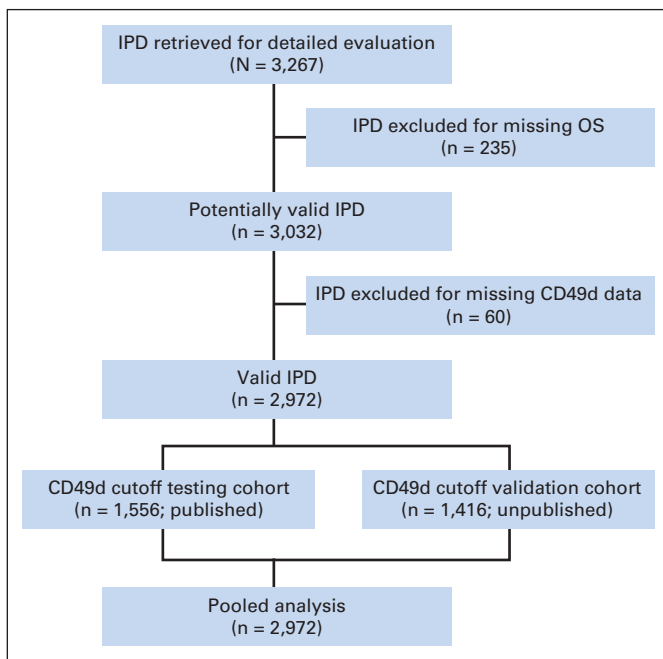 IPD retrieved for detailed evaluation
(N = 3,267)
IPD excluded for missing OS
(n = 235)
Potentially valid IPD
(n = 3,032)
IPD excluded for missing CD49d data
(n = 60)
Valid IPD
(n = 2,972)
CD49d cutoff testing cohort
(n = 1,556; published)
CD49d cutoff validation cohort
(n = 1,416; unpublished)
Pooled analysis
(n = 2,972)